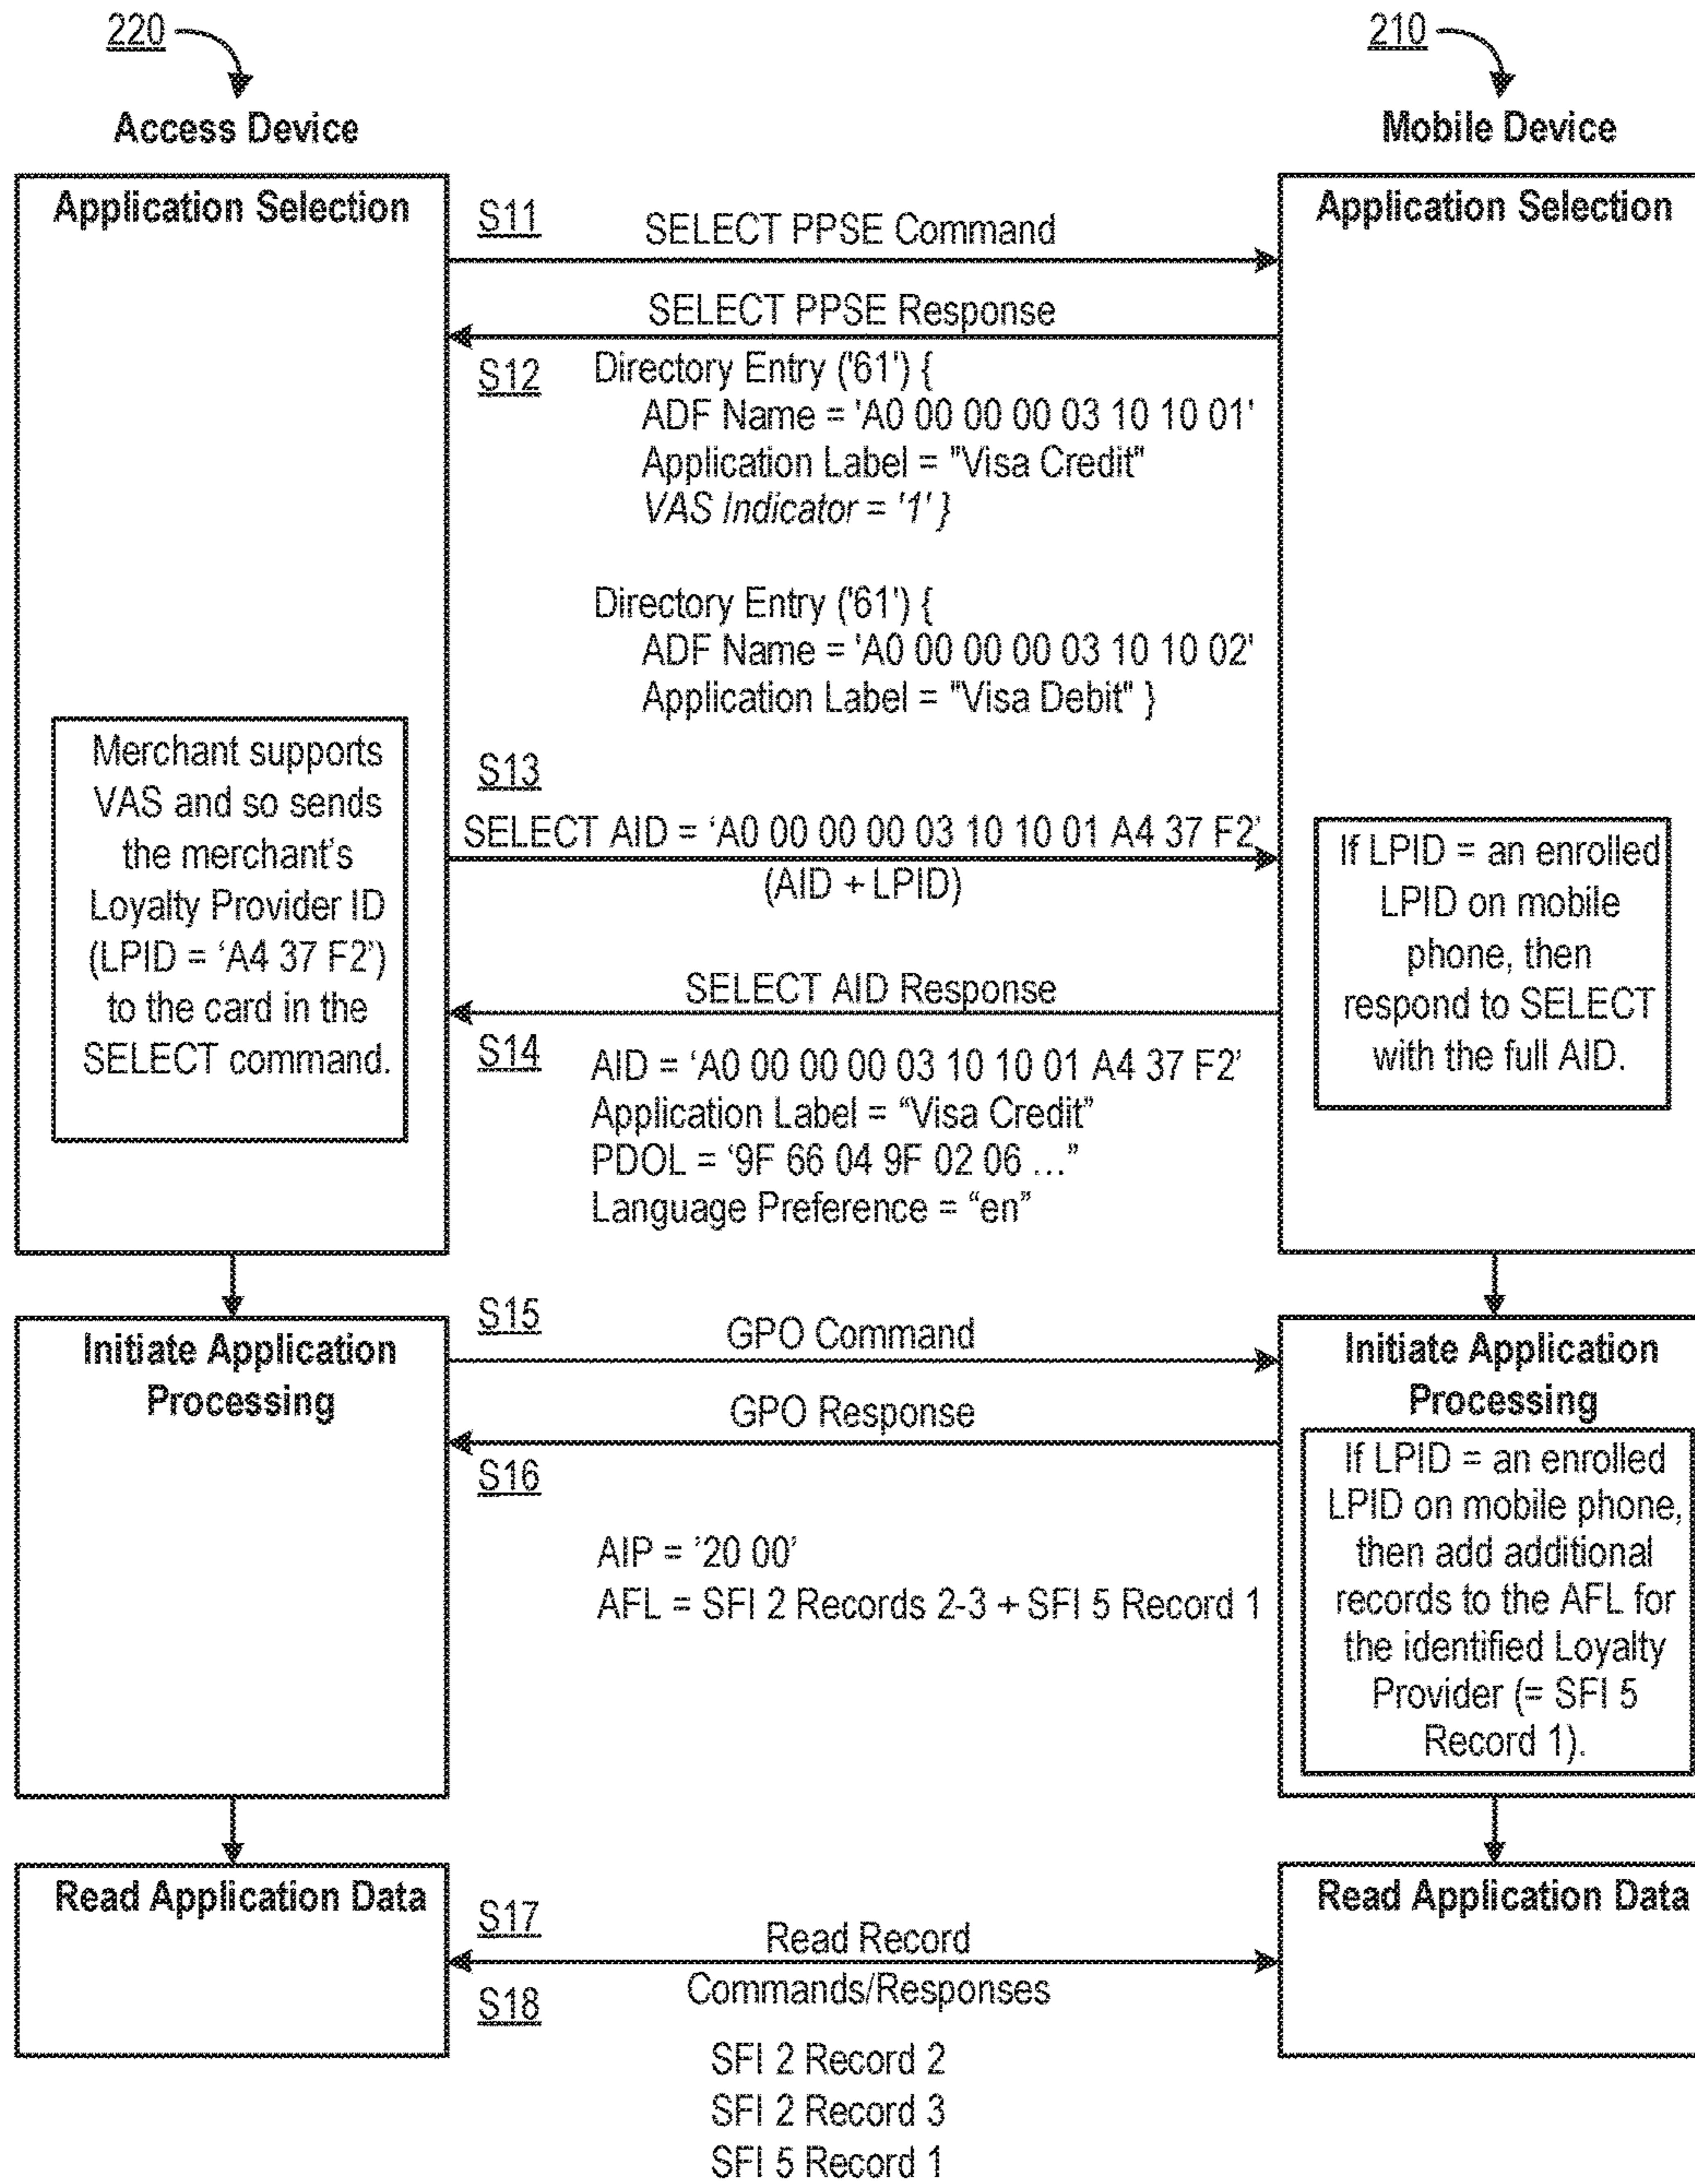 220
Access Device
210
Mobile Device
Application Selection
Merchant supports
VAS and so sends
the merchant's
Loyalty Provider ID
(LPID = ‘A4 37 F2’)
to the card in the
SELECT command.
S11
SELECT PPSE Command
SELECT PPSE Response
S12
Directory Entry ('61') {
ADF Name = 'A0 00 00 00 03 10 10 01'
Application Label = "Visa Credit"
VAS Indicator = '1' }
Directory Entry ('61') {
ADF Name = 'A0 00 00 00 03 10 10 02'
Application Label = "Visa Debit" }
S13
SELECT AID = ‘A0 00 00 00 03 10 10 01 A4 37 F2’
(AID + LPID)
SELECT AID Response
S14
AID = ‘A0 00 00 00 03 10 10 01 A4 37 F2’
Application Label = “Visa Credit”
PDOL = ‘9F 66 04 9F 02 06 ...”
Language Preference = “en”
Application Selection
If LPID = an enrolled
LPID on mobile
phone, then
respond to SELECT
with the full AID.
Initiate Application
Processing
S15
GPO Command
GPO Response
S16
AIP = ’20 00’
AFL = SFI 2 Records 2-3 + SFI 5 Record 1
Initiate Application
Processing
If LPID = an enrolled
LPID on mobile phone,
then add additional
records to the AFL for
the identified Loyalty
Provider (= SFI 5
Record 1).
Read Application Data
S17
Read Record
Commands/Responses
S18
SFI 2 Record 2
SFI 2 Record 3
SFI 5 Record 1
Read Application Data